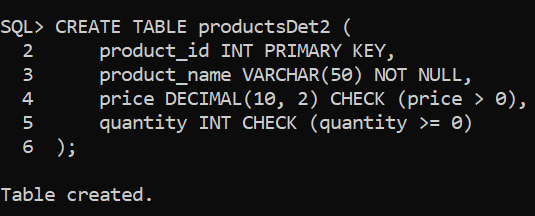 SQL> CREATE TABLE productsDet2 (
  2      product_id INT PRIMARY KEY,
  3      product_name VARCHAR(50) NOT NULL,
  4      price DECIMAL(10, 2) CHECK (price > 0),
  5      quantity INT CHECK (quantity >= 0)
  6  );
Table created.